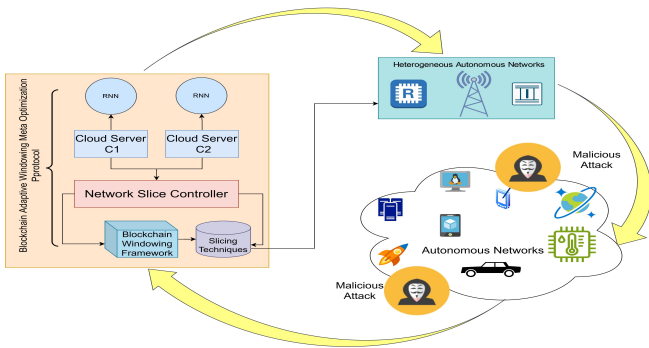 Blockchain Adaptive Windowing Meta Optimization
Pprotocol
RNN
RNN
Cloud Server
C1
Cloud Server
C2
Network Slice Controller
Blockchain
Windowing
Framework
Slicing
Techniques
Heterogeneous Autonomous Networks
R
Malicious
Attack
Autonomous Networks
Malicious
Attack